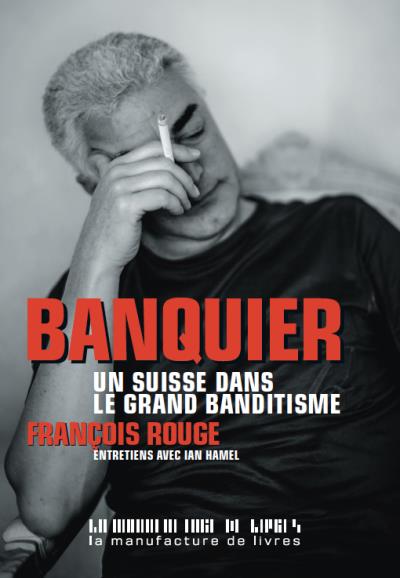 BANQUIER
UN SUISSE DANS
LE GRAND BANDITISME
FRANÇOIS ROUGE
ENTRETIENS AVEC IAN HAMEL
la manufacture de livres